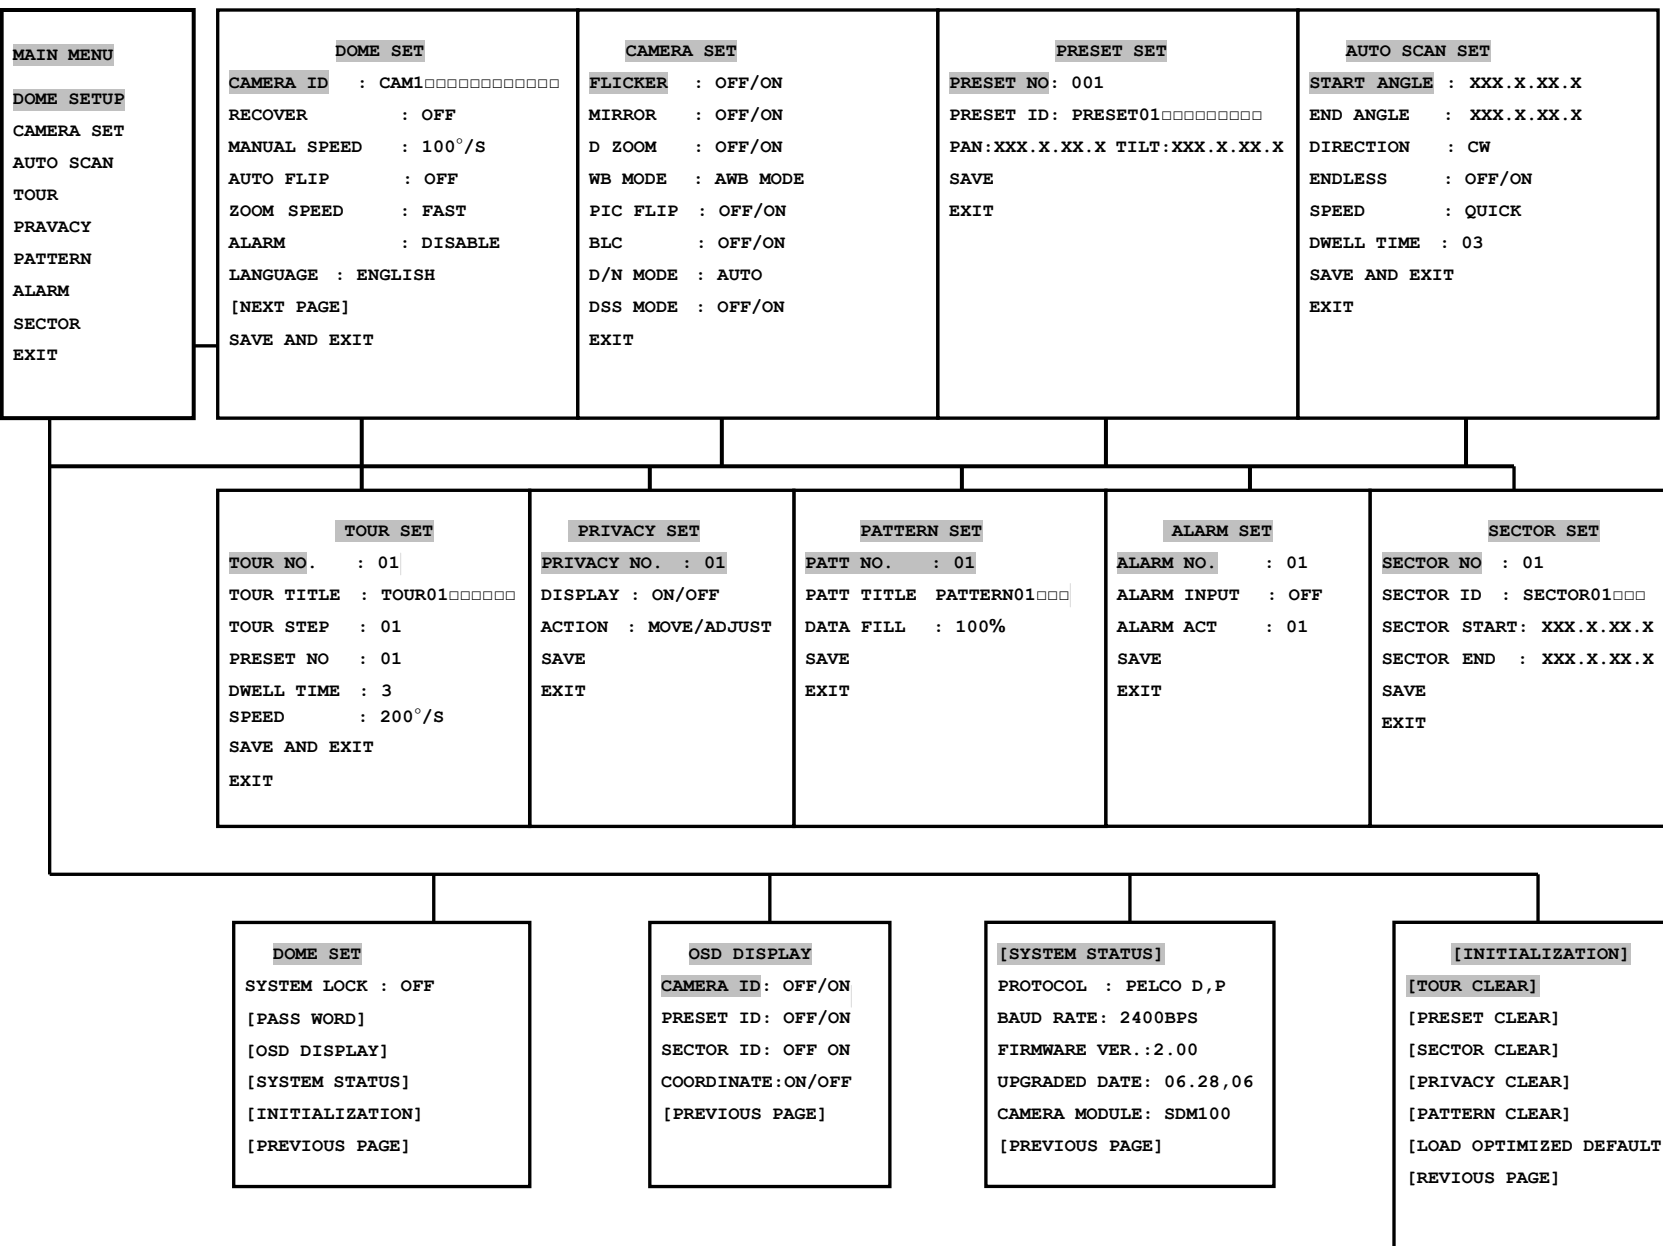 MAIN MENU
DOME SETUP
CAMERA SET
AUTO SCAN
TOUR
PRAVACY
PATTERN
ALARM
SECTOR
EXIT
DOME SET
CAMERA ID : CAM1□□□□□□□□□□□□
RECOVER : OFF
MANUAL SPEED : 100°/S
AUTO FLIP : OFF
ZOOM SPEED : FAST
ALARM : DISABLE
LANGUAGE : ENGLISH
[NEXT PAGE]
SAVE AND EXIT
CAMERA SET
FLICKER : OFF/ON
MIRROR : OFF/ON
D ZOOM : OFF/ON
WB MODE : AWB MODE
PIC FLIP : OFF/ON
BLC : OFF/ON
D/N MODE : AUTO
DSS MODE : OFF/ON
EXIT
PRESET SET
PRESET NO: 001
PRESET ID: PRESET01□□□□□□□□□
PAN:XXX.X.XX.X TILT:XXX.X.XX.X
SAVE
EXIT
AUTO SCAN SET
START ANGLE : XXX.X.XX.X
END ANGLE : XXX.X.XX.X
DIRECTION : CW
ENDLESS : OFF/ON
SPEED : QUICK
DWELL TIME : 03
SAVE AND EXIT
EXIT
TOUR SET
TOUR NO. : 01
TOUR TITLE : TOUR01□□□□□□
TOUR STEP : 01
PRESET NO : 01
DWELL TIME : 3
SPEED : 200°/S
SAVE AND EXIT
EXIT
PRIVACY SET
PRIVACY NO. : 01
DISPLAY : ON/OFF
ACTION : MOVE/ADJUST
SAVE
EXIT
PATTERN SET
PATT NO. : 01
PATT TITLE PATTERN01□□□
DATA FILL : 100%
SAVE
EXIT
ALARM SET
ALARM NO. : 01
ALARM INPUT : OFF
ALARM ACT : 01
SAVE
EXIT
SECTOR SET
SECTOR NO : 01
SECTOR ID : SECTOR01□□□
SECTOR START: XXX.X.XX.X
SECTOR END : XXX.X.XX.X
SAVE
EXIT
DOME SET
SYSTEM LOCK : OFF
[PASS WORD]
[OSD DISPLAY]
[SYSTEM STATUS]
[INITIALIZATION]
[PREVIOUS PAGE]
OSD DISPLAY
CAMERA ID: OFF/ON
PRESET ID: OFF/ON
SECTOR ID: OFF ON
COORDINATE:ON/OFF
[PREVIOUS PAGE]
[SYSTEM STATUS]
PROTOCOL : PELCO D,P
BAUD RATE: 2400BPS
FIRMWARE VER.:2.00
UPGRADED DATE: 06.28,06
CAMERA MODULE: SDM100
[PREVIOUS PAGE]
[INITIALIZATION]
[TOUR CLEAR]
[PRESET CLEAR]
[SECTOR CLEAR]
[PRIVACY CLEAR]
[PATTERN CLEAR]
[LOAD OPTIMIZED DEFAULT
[REVIOUS PAGE]